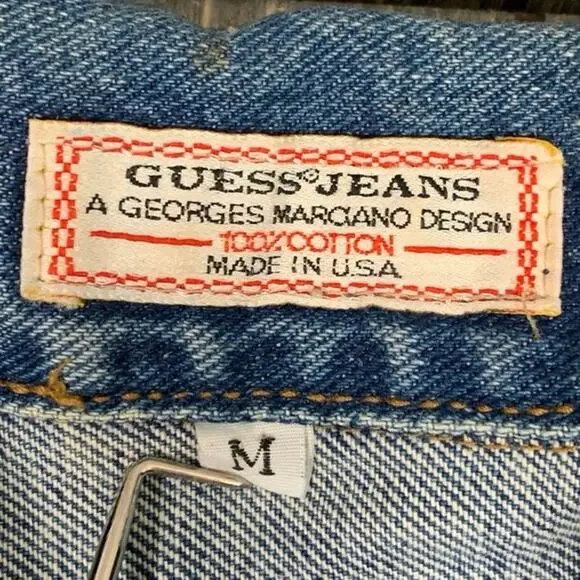 GUESS® JEANS
A GEORGES MARCIANO DESIGN
100% COTTON
MADE IN U.S.A.
M